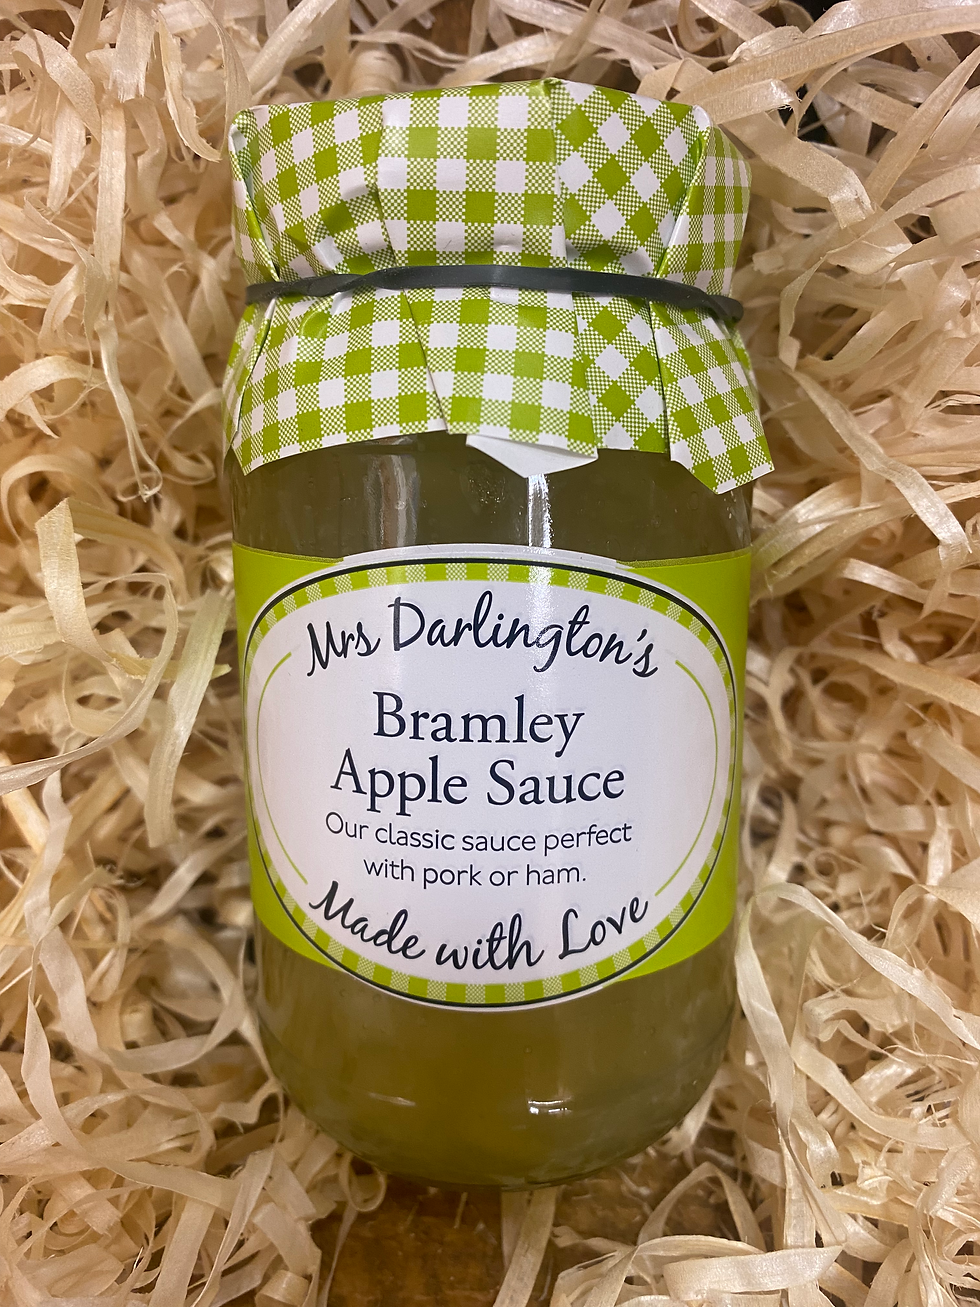 Mrs Darlington's
Bramley
Apple Sauce
Our classic sauce perfect
with pork or ham.
Made with Love